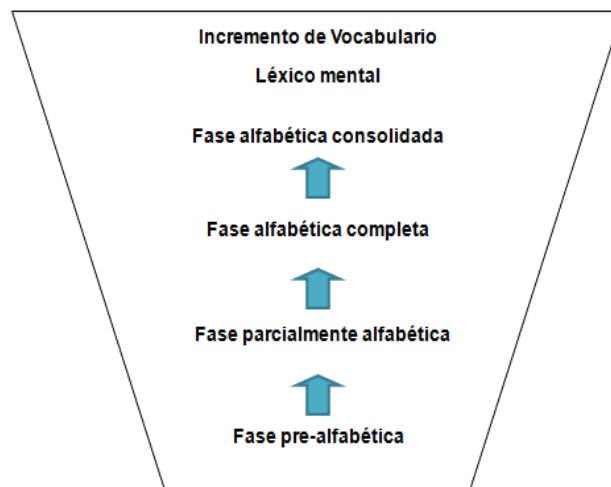 Incremento de Vocabulario
Léxico mental
Fase alfabética consolidada
Fase alfabética completa
Fase parcialmente alfabética
Fase pre-alfabética